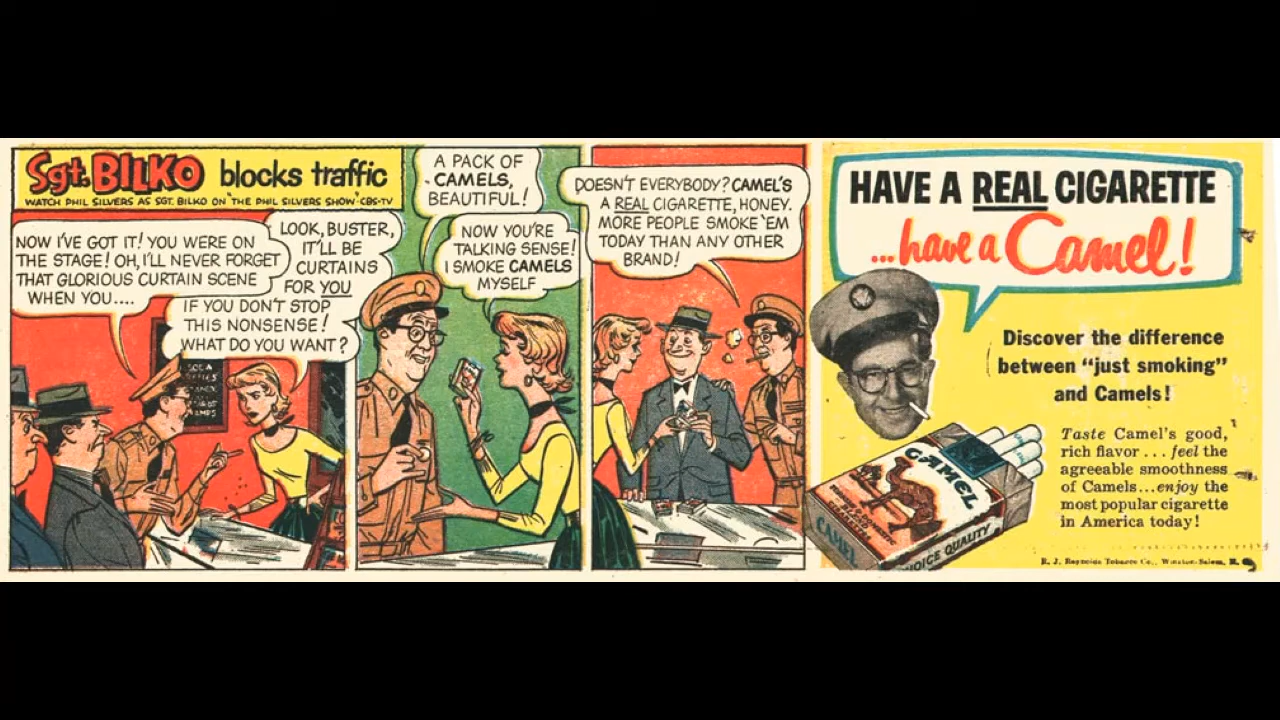 Sgt. BILKO blocks traffic
WATCH PHIL SILVERS AS SGT. BILKO ON "THE PHIL SILVERS SHOW" CBS-TV
NOW I'VE GOT IT! YOU WERE ON
THE STAGE! OH, I'LL NEVER FORGET
THAT GLORIOUS CURTAIN SCENE
WHEN YOU....
LOOK, BUSTER,
IT'LL BE
CURTAINS
FOR YOU
IF YOU DON'T STOP
THIS NONSENSE!
WHAT DO YOU WANT?
A PACK OF
CAMELS,
BEAUTIFUL!
NOW YOU'RE
TALKING SENSE!
I SMOKE CAMELS
MYSELF
DOESN'T EVERYBODY? CAMEL'S
A REAL CIGARETTE, HONEY.
MORE PEOPLE SMOKE 'EM
TODAY THAN ANY OTHER
BRAND!
HAVE A REAL CIGARETTE
...have a Camel!
Discover the difference
between "just smoking"
and Camels!
Taste Camel's good,
rich flavor...feel the
agreeable smoothness
of Camels...enjoy the
most popular cigarette
in America today!
CAMEL
CAMEL
CHOICE QUALITY
R. J. Reynolds Tobacco Co., Winston-Salem, N. C.